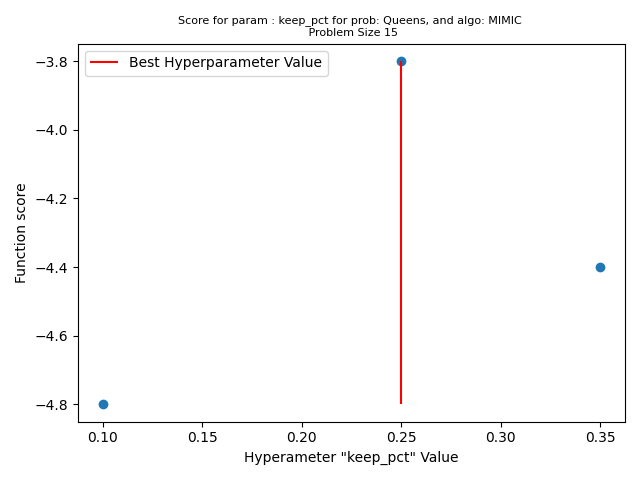 Score for param : keep_pct for prob: Queens, and algo: MIMIC
Problem Size 15
Best Hyperparameter Value
−3.8
−4.0
−4.2
−4.4
−4.6
−4.8
Function score
0.10 0.15 0.20 0.25 0.30 0.35
Hyperameter "keep_pct" Value